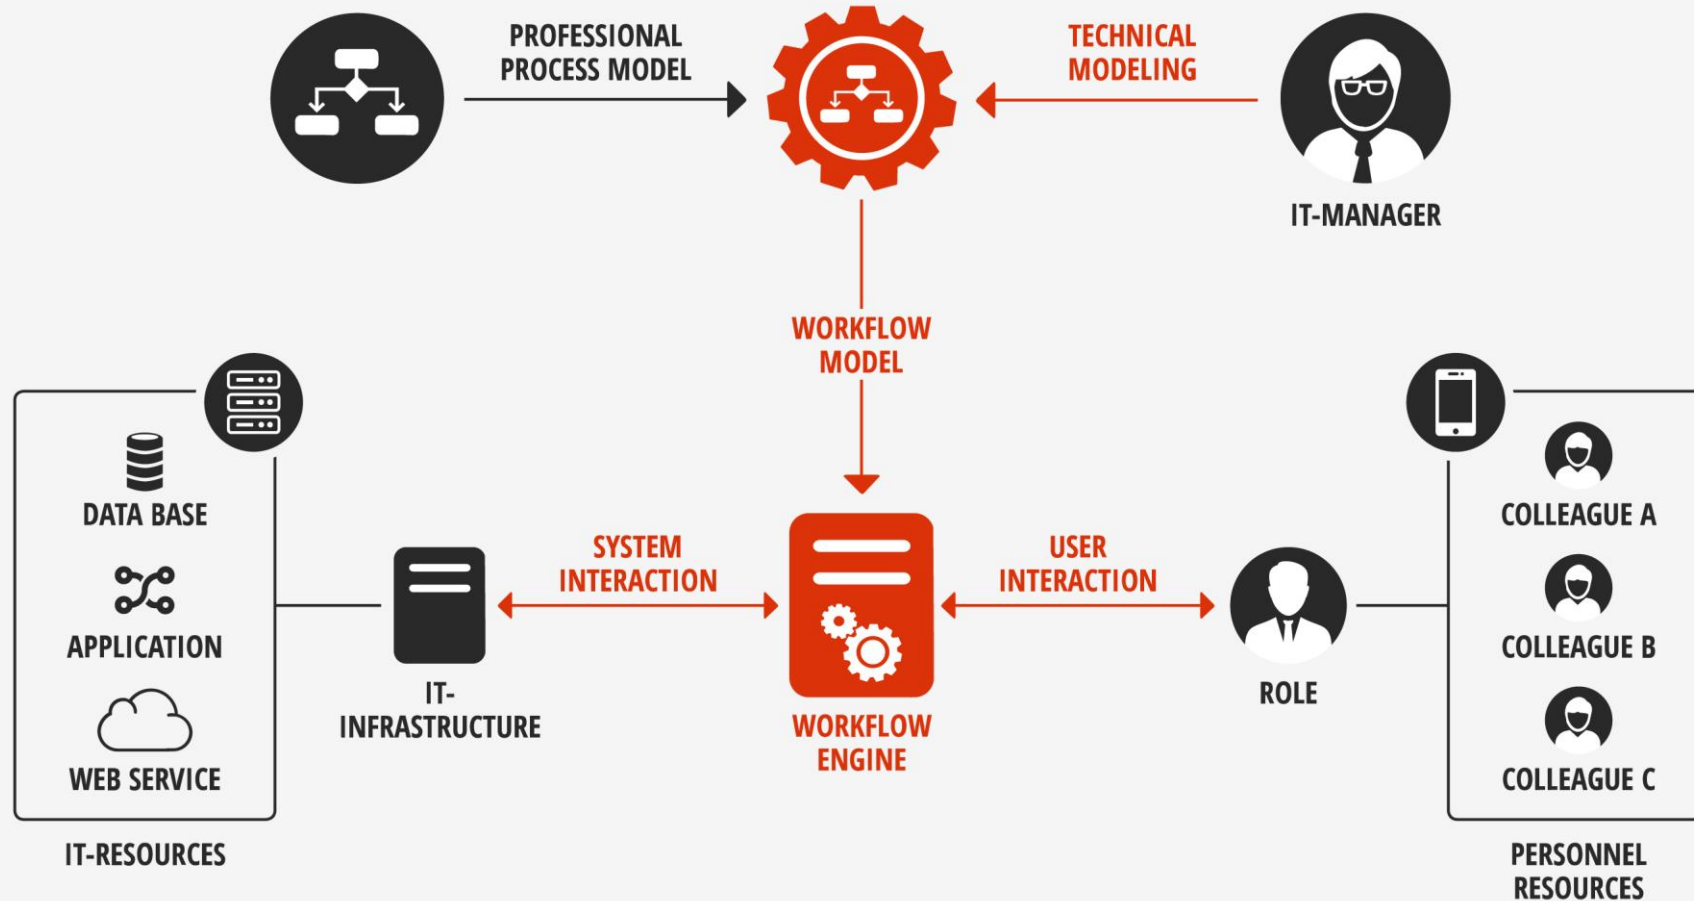 PROFESSIONAL
PROCESS MODEL
TECHNICAL
MODELING
IT-MANAGER
WORKFLOW
MODEL
DATA BASE
APPLICATION
WEB SERVICE
IT-RESOURCES
IT-
INFRASTRUCTURE
SYSTEM
INTERACTION
WORKFLOW
ENGINE
USER
INTERACTION
ROLE
COLLEAGUE A
COLLEAGUE B
COLLEAGUE C
PERSONNEL
RESOURCES